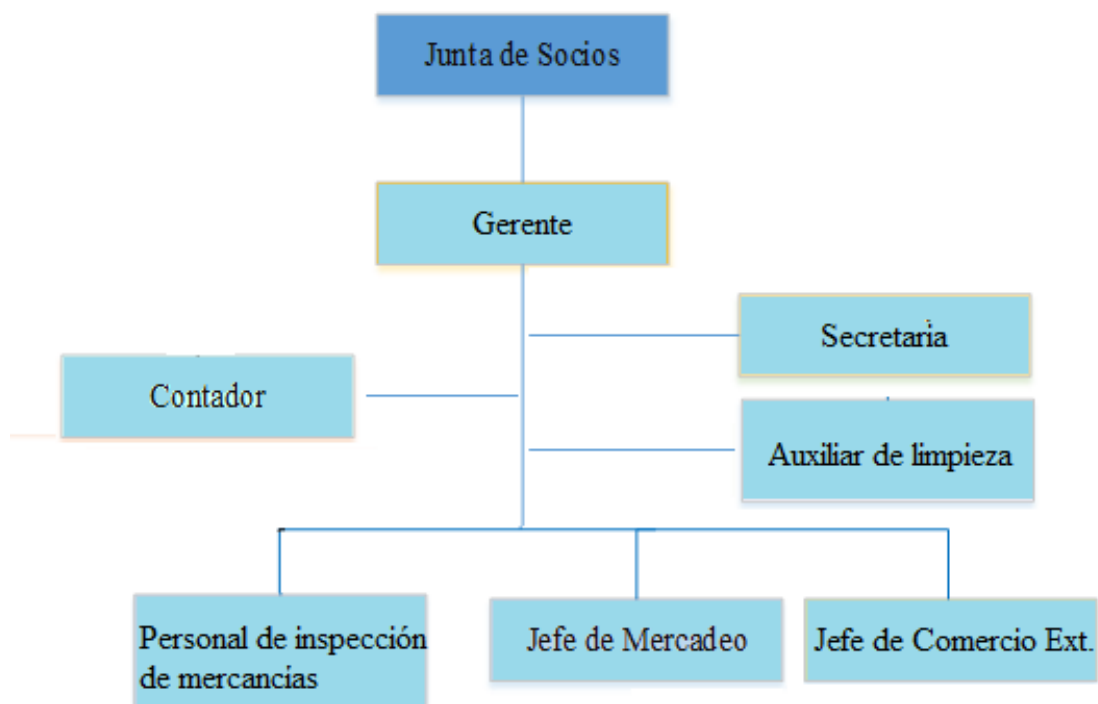 Junta de Socios
Gerente
Secretaria
Contador
Auxiliar de limpieza
Personal de inspección
de mercancías
Jefe de Mercadeo
Jefe de Comercio Ext.